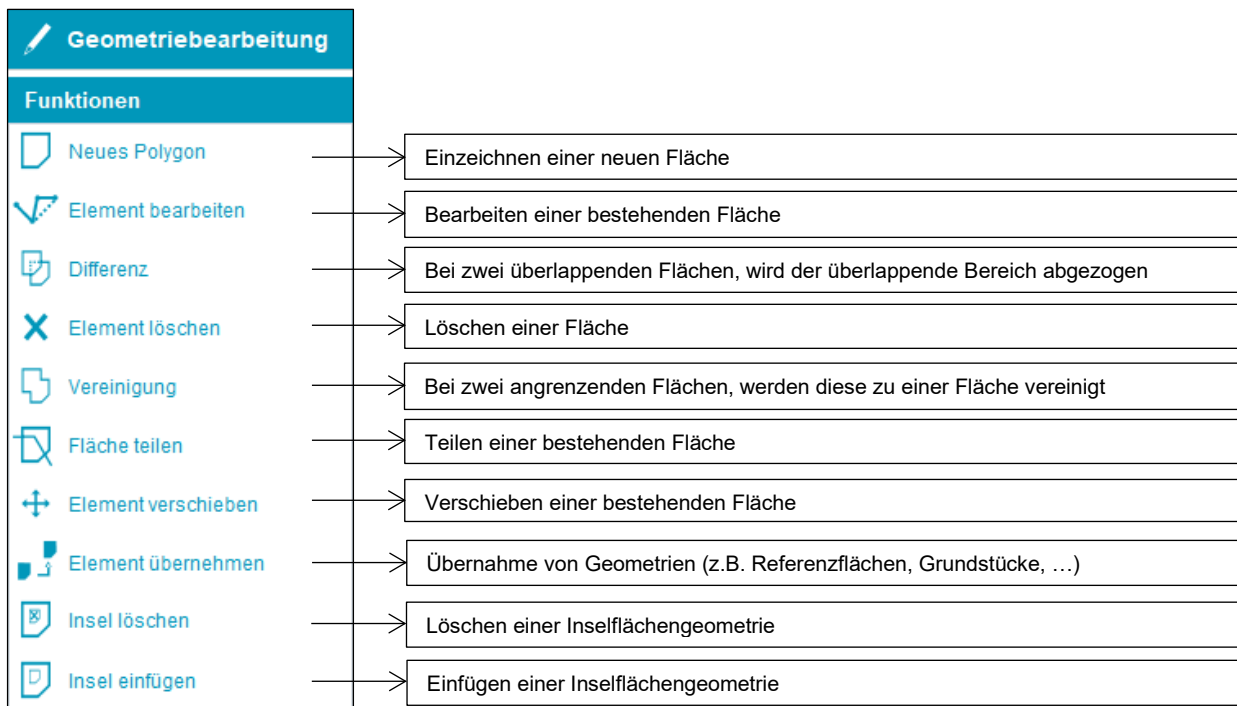 Geometriebearbeitung
Funktionen
Neues Polygon
Einzeichnen einer neuen Fläche
Element bearbeiten
Bearbeiten einer bestehenden Fläche
Differenz
Bei zwei überlappenden Flächen, wird der überlappende Bereich abgezogen
Element löschen
Löschen einer Fläche
Vereinigung
Bei zwei angrenzenden Flächen, werden diese zu einer Fläche vereinigt
Fläche teilen
Teilen einer bestehenden Fläche
Element verschieben
Verschieben einer bestehenden Fläche
Element übernehmen
Übernahme von Geometrien (z.B. Referenzflächen, Grundstücke, …)
Insel löschen
Löschen einer Inselflächengeometrie
Insel einfügen
Einfügen einer Inselflächengeometrie